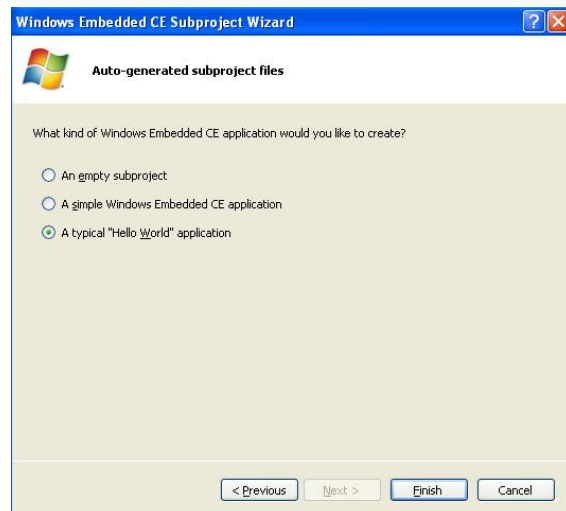 Windows Embedded CE Subproject Wizard
Auto-generated subproject files
What kind of Windows Embedded CE application would you like to create?
An empty subproject
A simple Windows Embedded CE application
A typical "Hello World" application
< Previous
Next >
Finish
Cancel